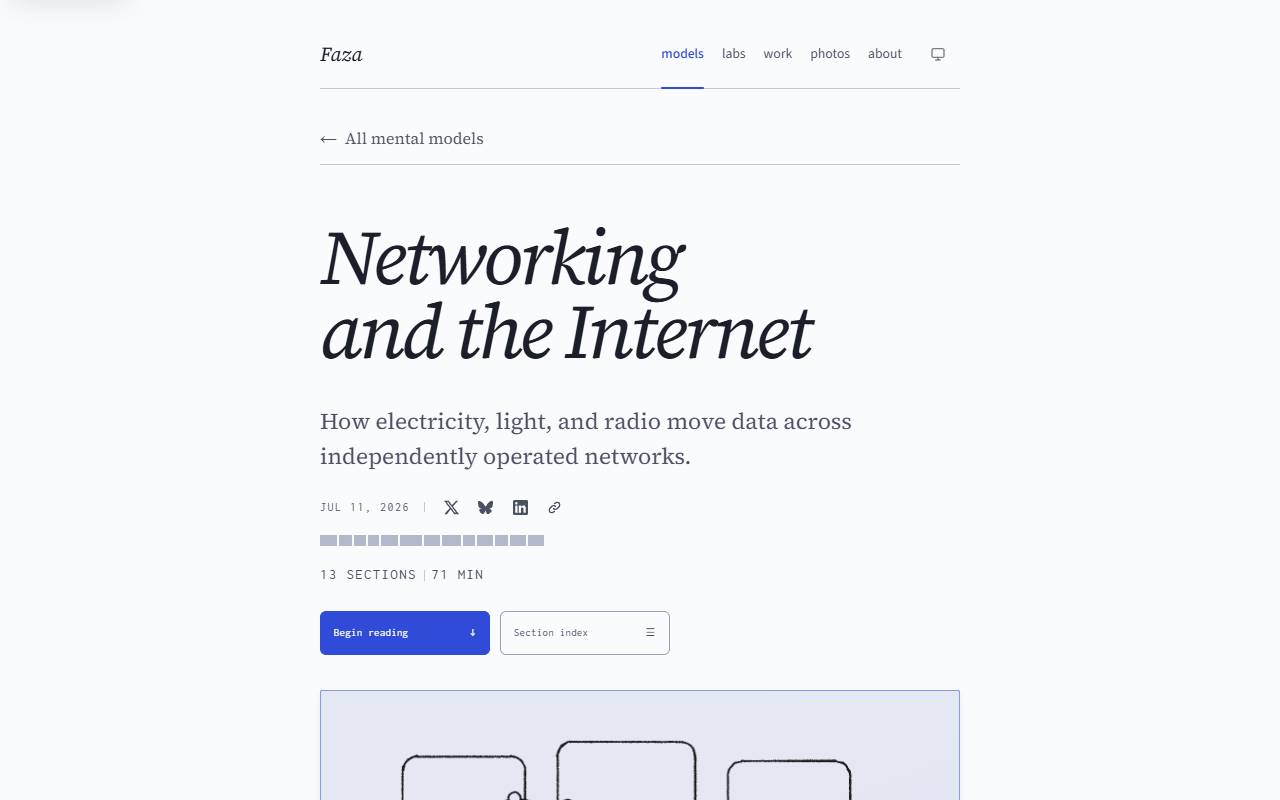 Faza
models labs work photos about
← All mental models
Networking
and the Internet
How electricity, light, and radio move data across
independently operated networks.
JUL 11, 2026
13 SECTIONS | 71 MIN
Begin reading ↓
Section index ☰